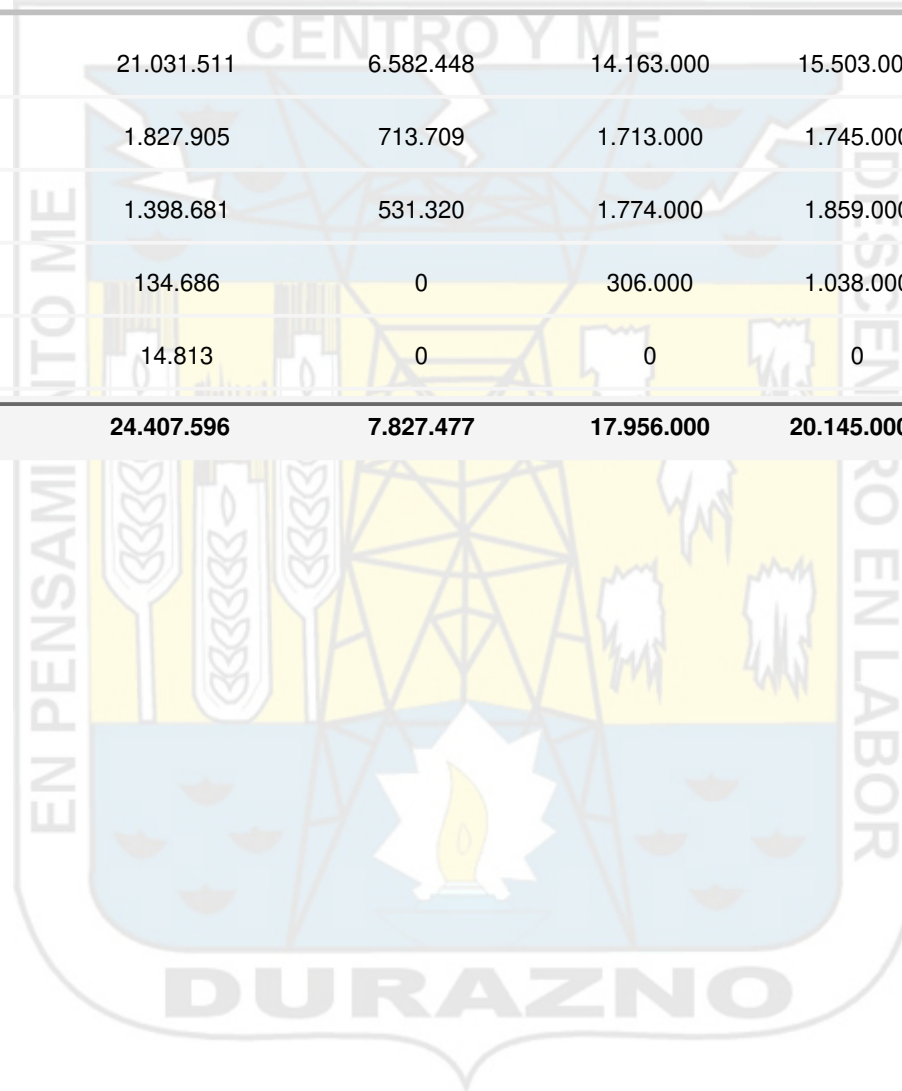 CENTRO Y ME
21.031.511 6.582.448 14.163.000 15.503.00
1.827.905 713.709 1.713.000 1.745.000
1.398.681 531.320 1.774.000 1.859.000
134.686 0 306.000 1.038.000
14.813 0 0 0
24.407.596 7.827.477 17.956.000 20.145.000
EN PENSAMIENTO ME
DESCENTRO EN LABOR
DURAZNO